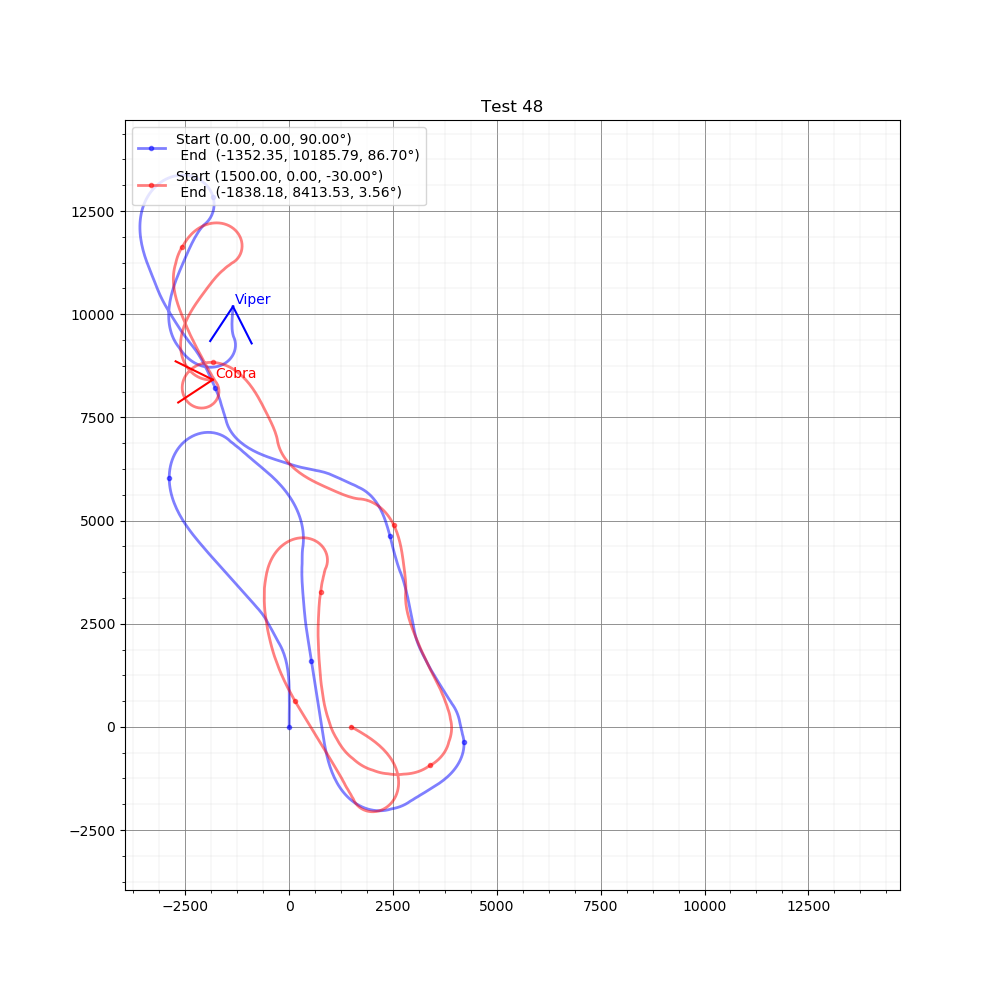 Test 48
Start (0.00, 0.00, 90.00°)
End  (-1352.35, 10185.79, 86.70°)
Start (1500.00, 0.00, -30.00°)
End  (-1838.18, 8413.53, 3.56°)
12500
10000
7500
5000
2500
0
−2500
Viper
Cobra
−2500 0 2500 5000 7500 10000 12500